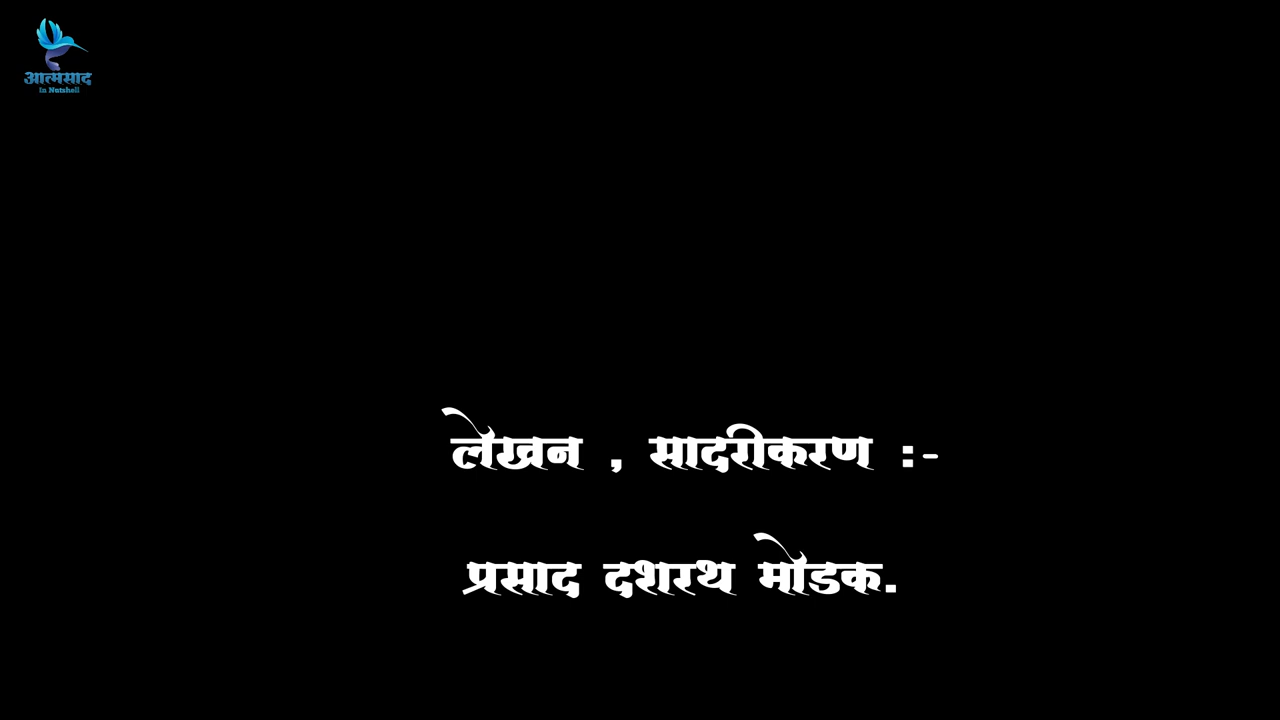 आत्मसाद
In Nutshell
लेखन , सादरीकरण :-
प्रसाद दशरथ मोडक.